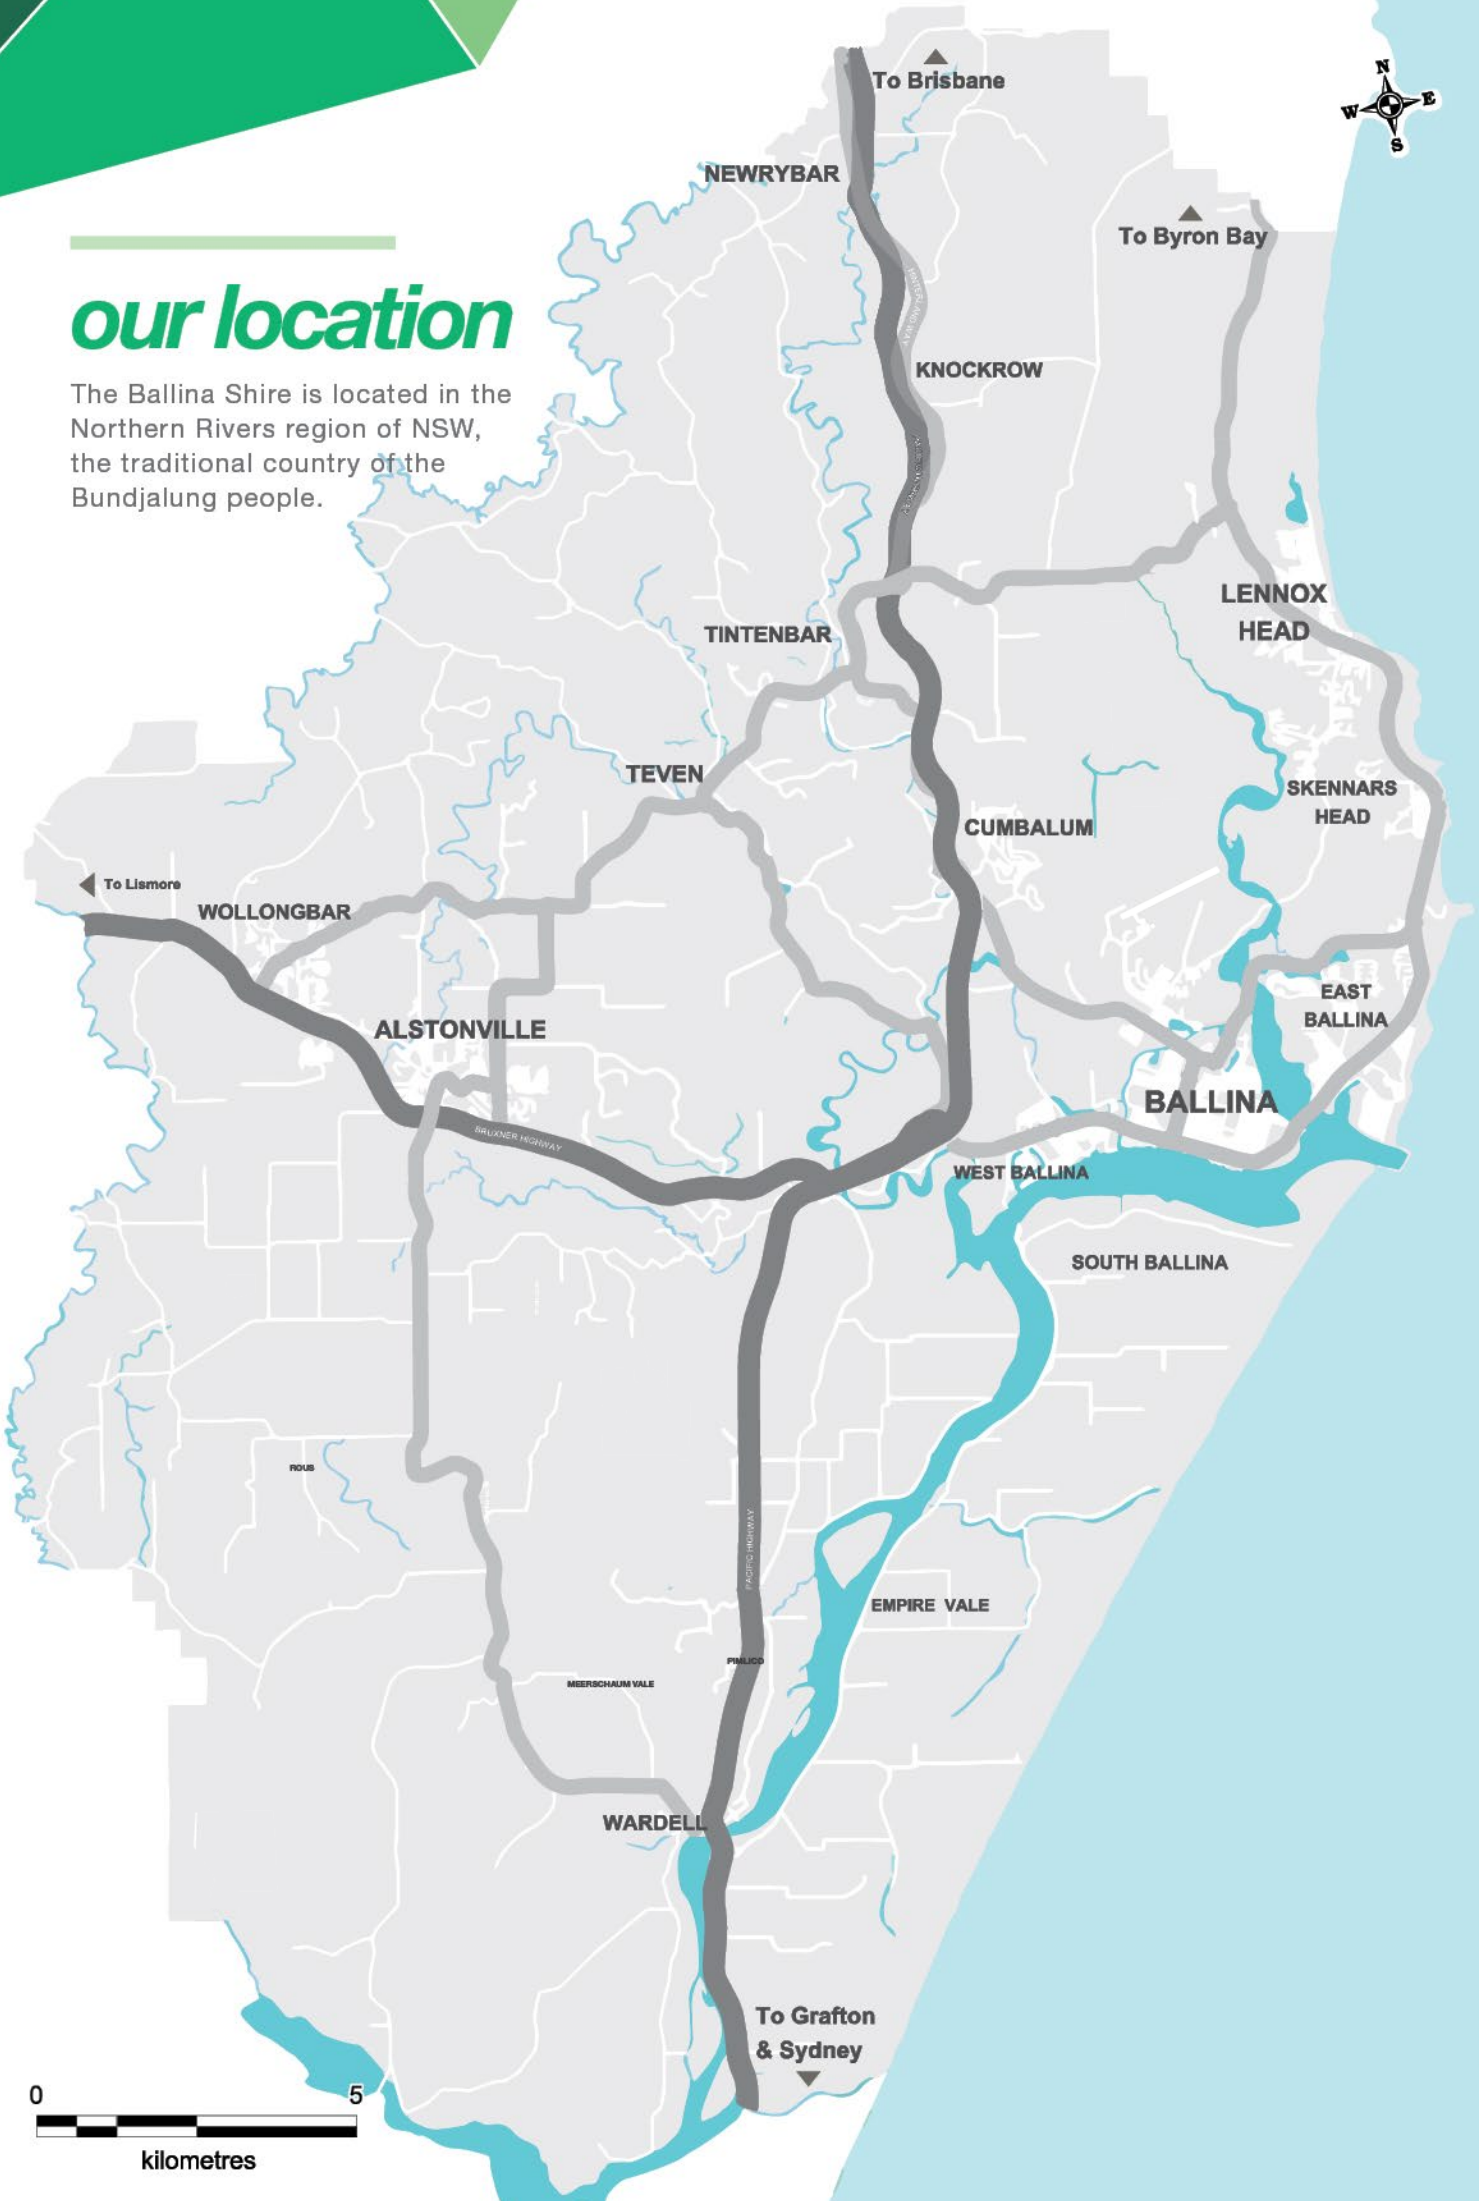 To Brisbane
N
W E
S
NEWRYBAR
To Byron Bay
our location
HINTERLAND WAY
KNOCKROW
The Ballina Shire is located in the
Northern Rivers region of NSW,
the traditional country of the
Bundjalung people.
LENNOX
HEAD
TINTENBAR
TEVEN
SKENNARS
HEAD
CUMBALUM
To Lismore
WOLLONGBAR
EAST
BALLINA
ALSTONVILLE
BALLINA
BRUXNER HIGHWAY
WEST BALLINA
SOUTH BALLINA
ROUS
PACIFIC HIGHWAY
EMPIRE VALE
PIMLICO
MEERSCHAUM VALE
WARDELL
To Grafton
& Sydney
0 5
kilometres